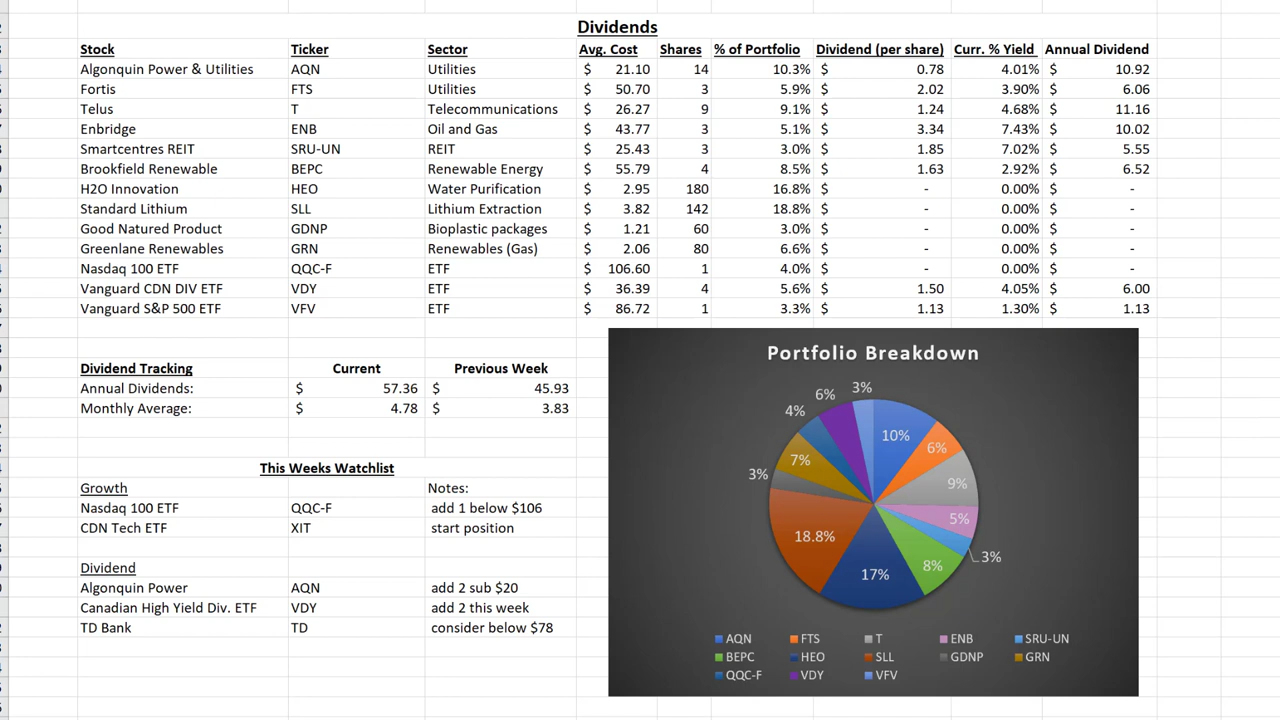 Dividends
Stock Ticker Sector Avg. Cost Shares % of Portfolio Dividend (per share) Curr. % Yield Annual Dividend
Algonquin Power & Utilities AQN Utilities $ 21.10 14 10.3% $ 0.78 4.01% $ 10.92
Fortis FTS Utilities $ 50.70 3 5.9% $ 2.02 3.90% $ 6.06
Telus T Telecommunications $ 26.27 9 9.1% $ 1.24 4.68% $ 11.16
Enbridge ENB Oil and Gas $ 43.77 3 5.1% $ 3.34 7.43% $ 10.02
Smartcentres REIT SRU-UN REIT $ 25.43 3 3.0% $ 1.85 7.02% $ 5.55
Brookfield Renewable BEPC Renewable Energy $ 55.79 4 8.5% $ 1.63 2.92% $ 6.52
H2O Innovation HEO Water Purification $ 2.95 180 16.8% $ - 0.00% $ -
Standard Lithium SLL Lithium Extraction $ 3.82 142 18.8% $ - 0.00% $ -
Good Natured Product GDNP Bioplastic packages $ 1.21 60 3.0% $ - 0.00% $ -
Greenlane Renewables GRN Renewables (Gas) $ 2.06 80 6.6% $ - 0.00% $ -
Nasdaq 100 ETF QQC-F ETF $ 106.60 1 4.0% $ - 0.00% $ -
Vanguard CDN DIV ETF VDY ETF $ 36.39 4 5.6% $ 1.50 4.05% $ 6.00
Vanguard S&P 500 ETF VFV ETF $ 86.72 1 3.3% $ 1.13 1.30% $ 1.13
Dividend Tracking Current Previous Week
Annual Dividends: $ 57.36 $ 45.93
Monthly Average: $ 4.78 $ 3.83
This Weeks Watchlist
Growth Notes:
Nasdaq 100 ETF QQC-F add 1 below $106
CDN Tech ETF XIT start position
Dividend
Algonquin Power AQN add 2 sub $20
Canadian High Yield Div. ETF VDY add 2 this week
TD Bank TD consider below $78
Portfolio Breakdown
10%
6%
9%
5%
3%
8%
17%
18.8%
3%
7%
4%
6%
3%
AQN FTS T ENB SRU-UN
BEPC HEO SLL GDNP GRN
QQC-F VDY VFV